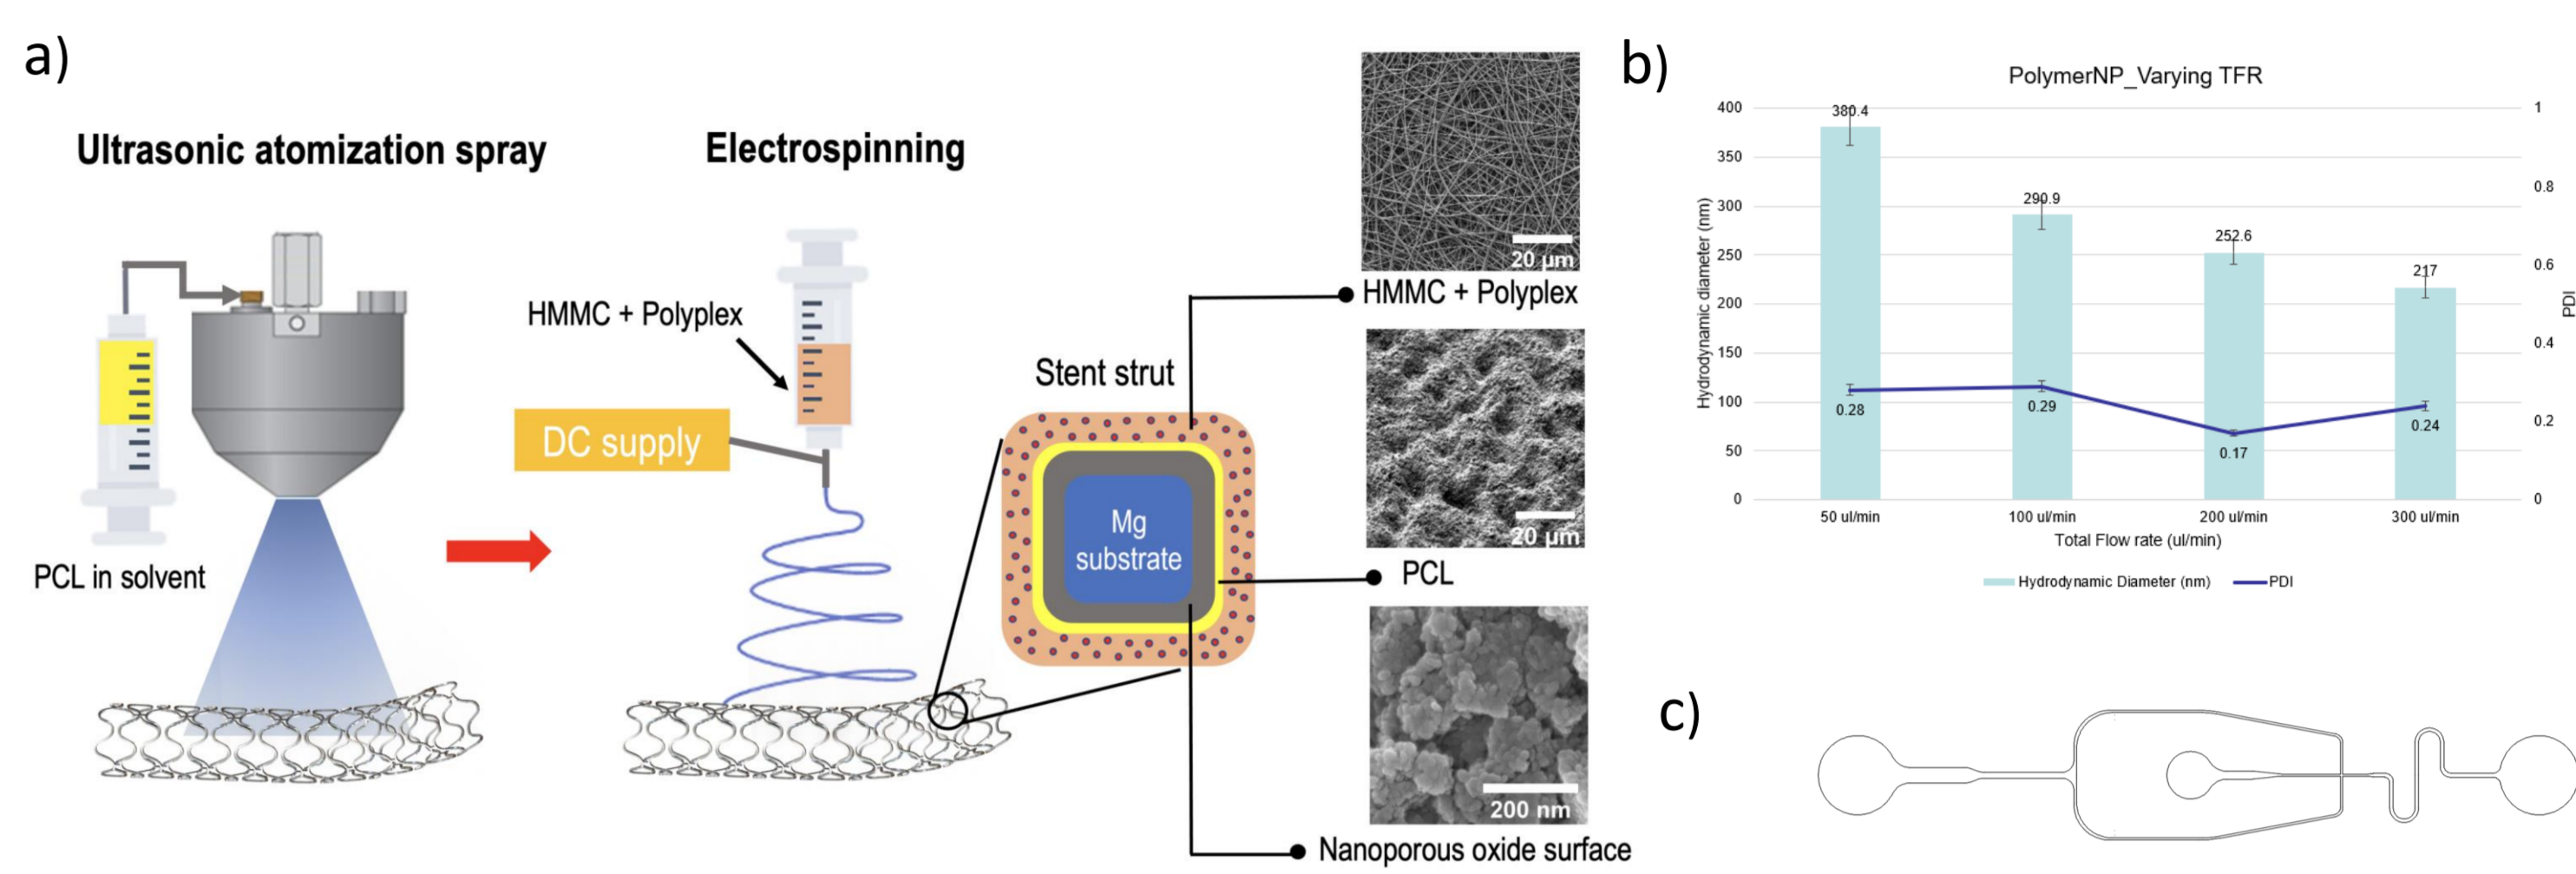 a)
Ultrasonic atomization spray
Electrospinning
PCL in solvent
HMMC + Polyplex
DC supply
Stent strut
Mg
substrate
20 µm
HMMC + Polyplex
20 µm
PCL
200 nm
Nanoporous oxide surface
b)
PolymerNP_Varying TFR
Hydrodynamic diameter (nm)
400
350
300
250
200
150
100
50
0
380.4
290.9
252.6
217
0.28
0.29
0.17
0.24
1
0.8
0.6
0.4
0.2
0
PDI
50 ul/min
100 ul/min
200 ul/min
300 ul/min
Total Flow rate (ul/min)
Hydrodynamic Diameter (nm)
PDI
c)